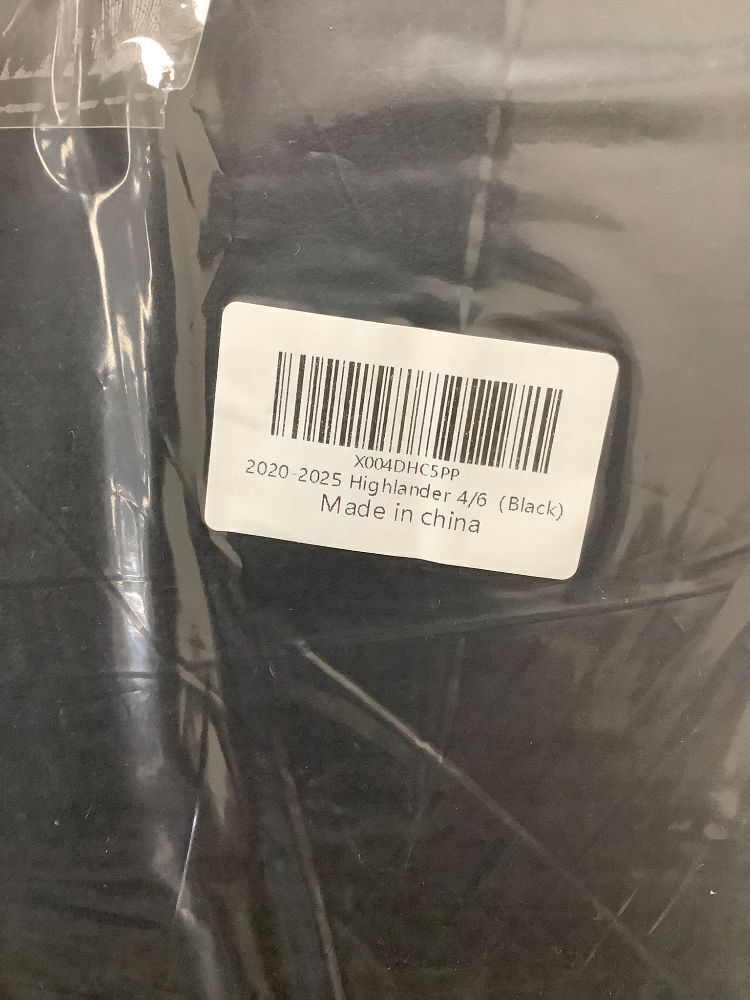 X004DHC5PP
2020-2025 Highlander 4/6 (Black)
Made in china